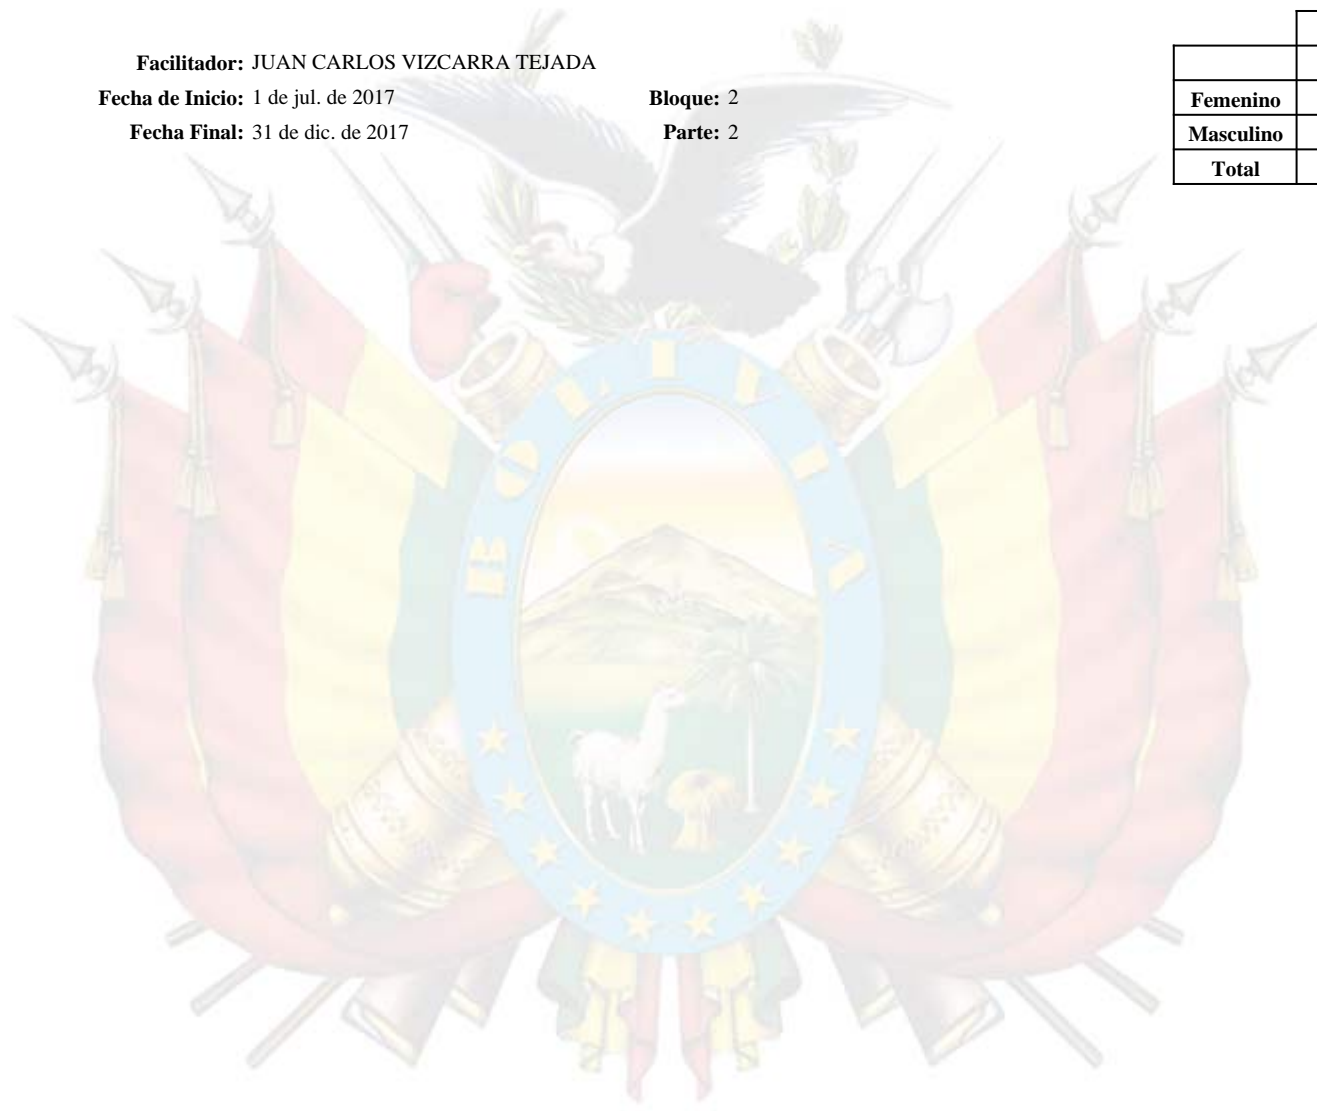 Facilitador: JUAN CARLOS VIZCARRA TEJADA
Fecha de Inicio: 1 de jul. de 2017 Bloque: 2
Fecha Final: 31 de dic. de 2017 Parte: 2
Femenino
Masculino
Total
BOLIVIA